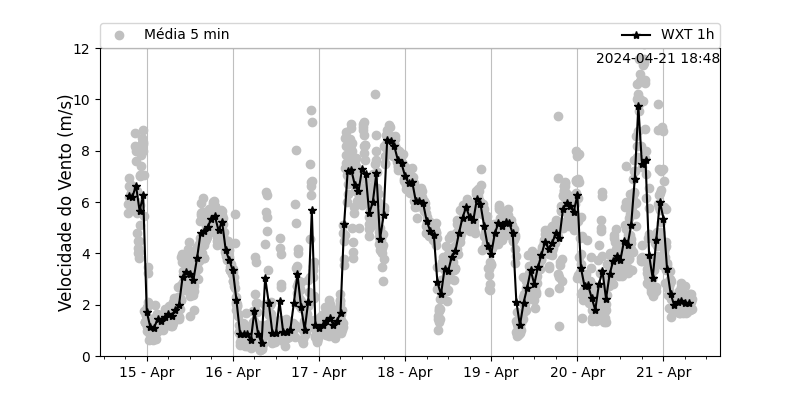 Média 5 min
WXT 1h
2024-04-21 18:48
Velocidade do Vento (m/s)
12
10
8
6
4
2
0
15 - Apr
16 - Apr
17 - Apr
18 - Apr
19 - Apr
20 - Apr
21 - Apr